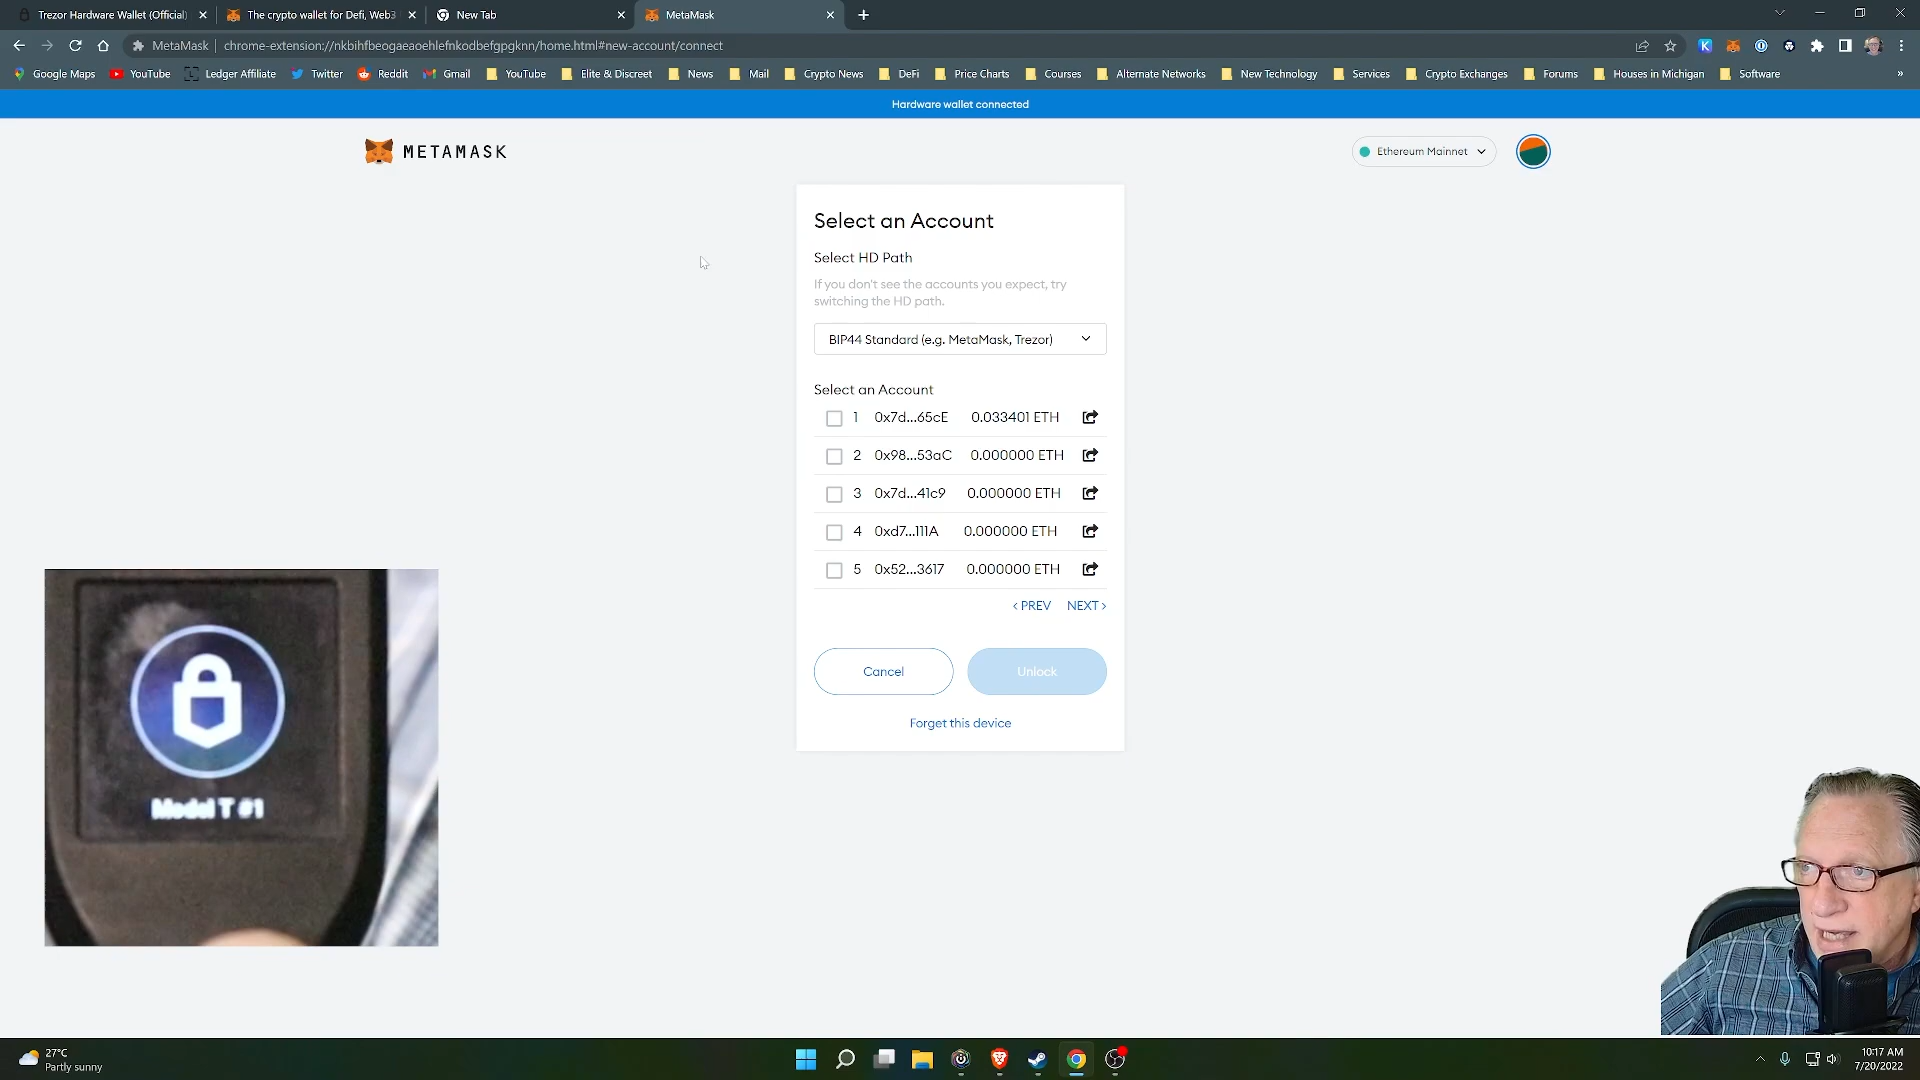 Trezor Hardware Wallet (Official)
The crypto wallet for Defi, Web3
New Tab
MetaMask
MetaMask
chrome-extension://nkbihfbeogaeaoehlefnkodbefgpgknn/home.html#new-account/connect
Google Maps YouTube Ledger Affiliate Twitter Reddit Gmail YouTube Elite & Discreet News Mail Crypto News DeFi Price Charts Courses Alternate Networks New Technology Services Crypto Exchanges Forums Houses in Michigan Software »
Hardware wallet connected
METAMASK
Ethereum Mainnet
Select an Account
Select HD Path
If you don't see the accounts you expect, try
switching the HD path.
BIP44 Standard (e.g. MetaMask, Trezor)
Select an Account
1 0x7d...65cE 0.033401 ETH
2 0x98...53aC 0.000000 ETH
3 0x7d...41c9 0.000000 ETH
4 0xd7...111A 0.000000 ETH
5 0x52...3617 0.000000 ETH
< PREV NEXT >
Cancel Unlock
Forget this device
Model T #1
27°C
Partly sunny
10:17 AM
7/20/2022